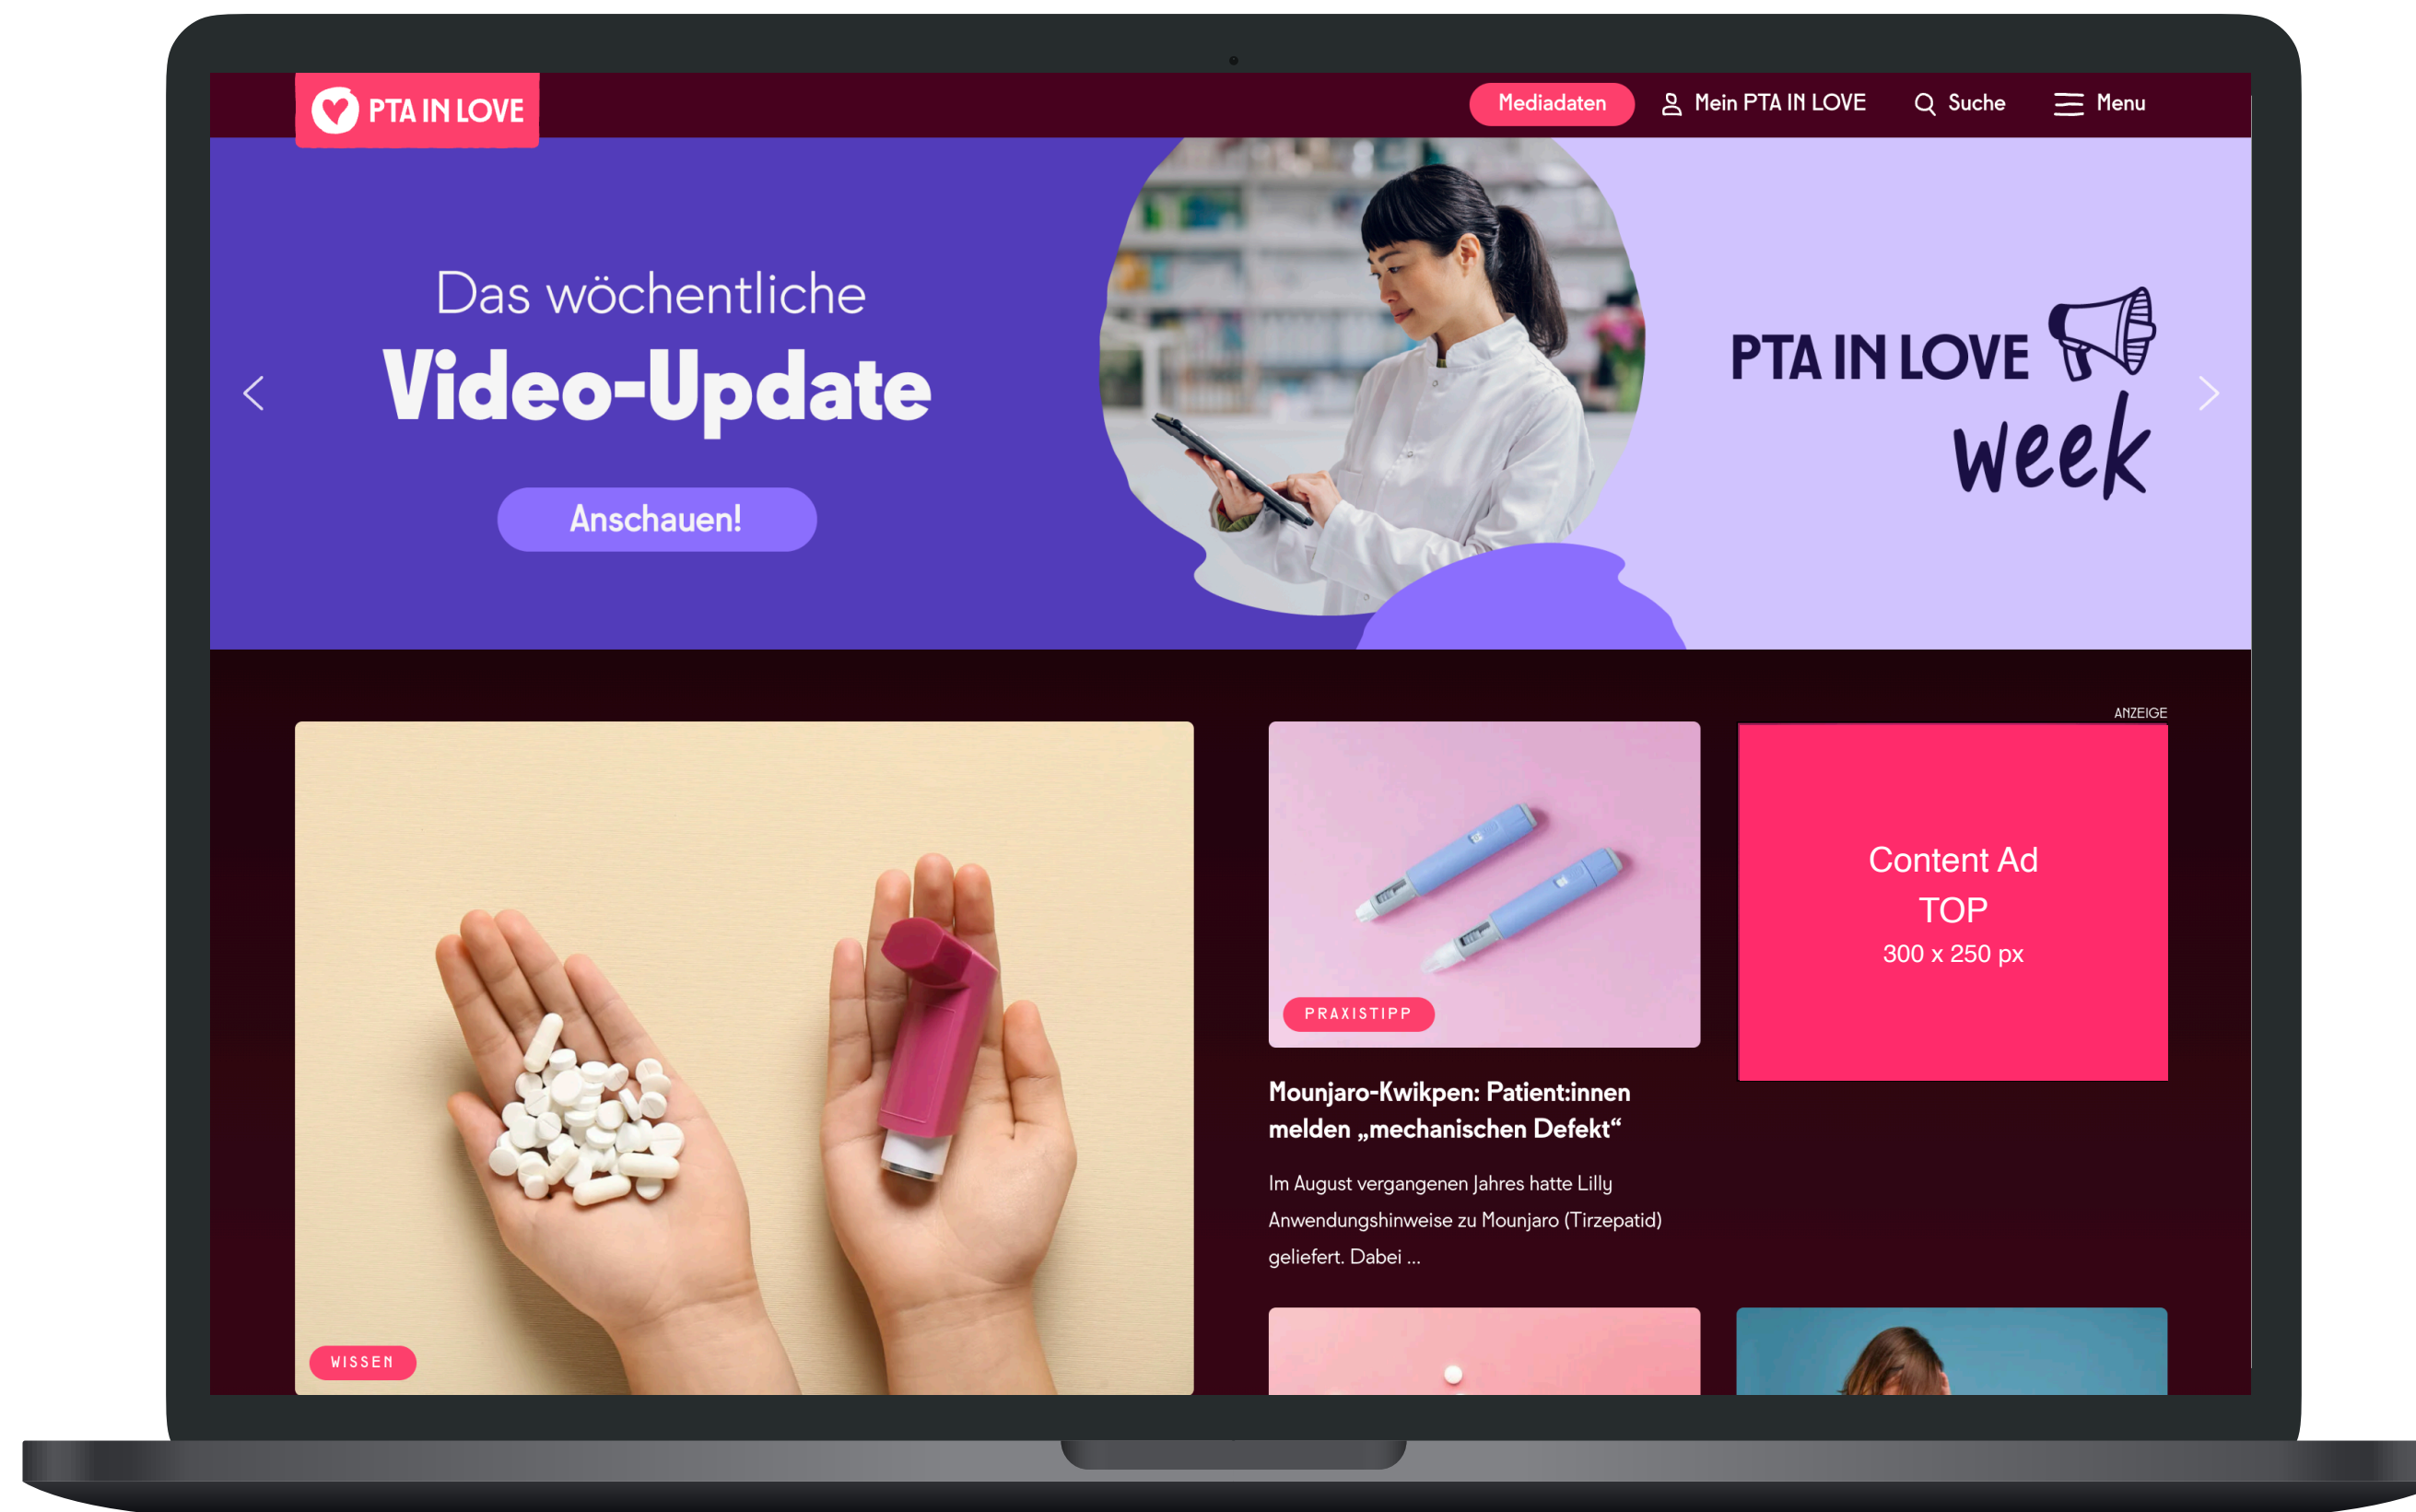 PTA IN LOVE
Mediadaten
Mein PTA IN LOVE
Suche
Menu
Das wöchentliche
Video-Update
Anschauen!
PTA IN LOVE
week
WISSEN
PRAXISTIPP
Mounjaro-Kwikpen: Patient:innen
melden „mechanischen Defekt“
Im August vergangenen Jahres hatte Lilly
Anwendungshinweise zu Mounjaro (Tirzepatid)
geliefert. Dabei ...
ANZEIGE
Content Ad
TOP
300 x 250 px